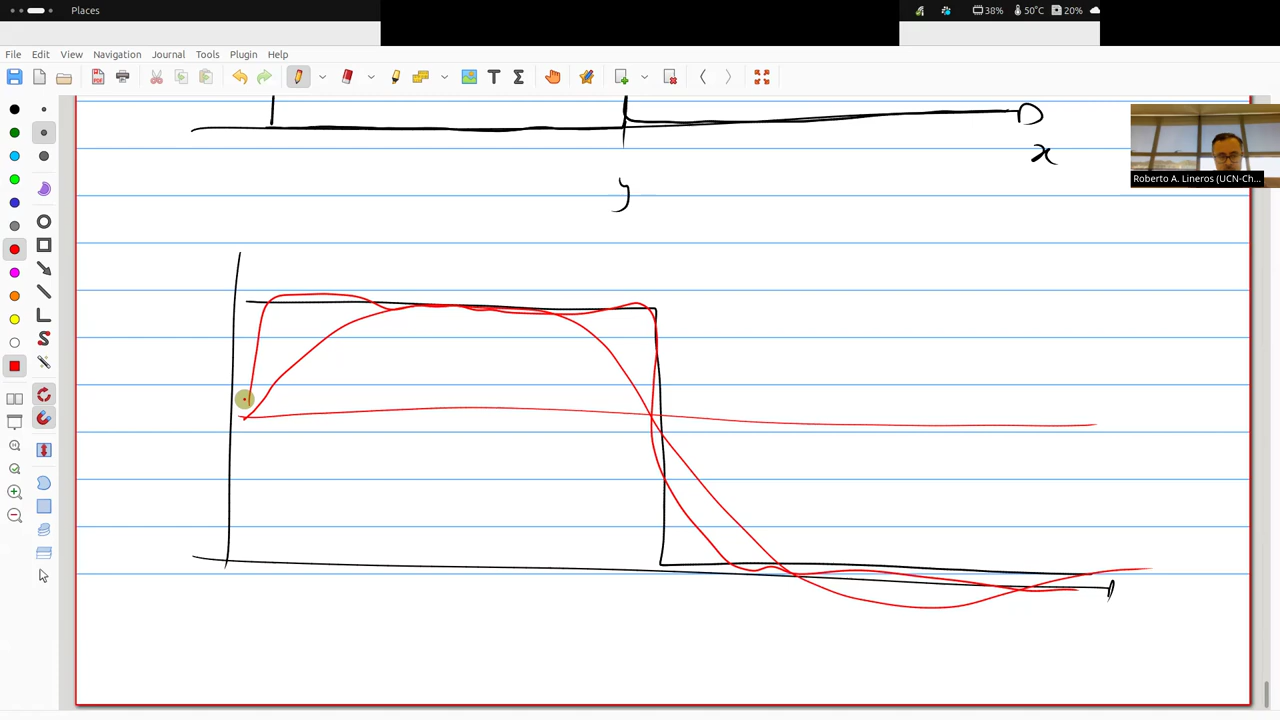 Places
38% 50°C 20%
File Edit View Navigation Journal Tools Plugin Help
x
Roberto A. Lineros (UCN-Ch...
y